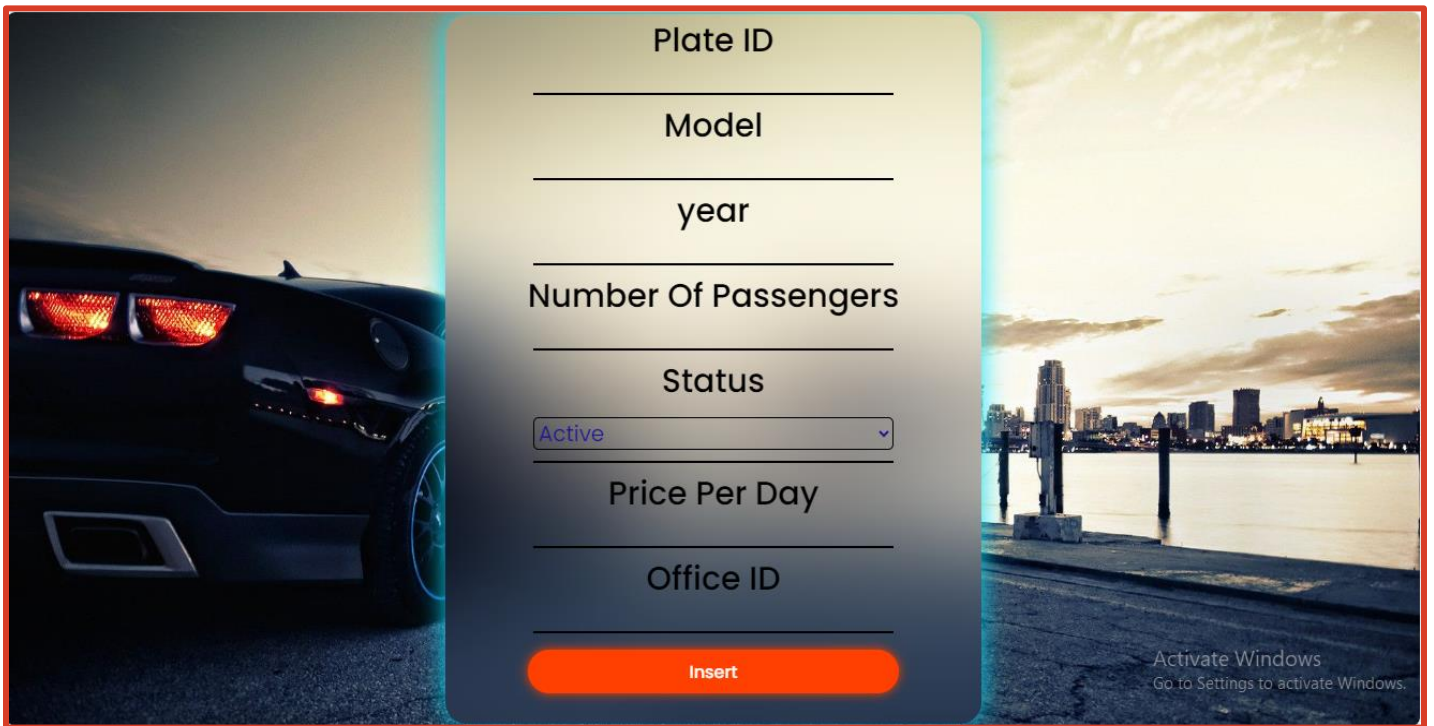 Plate ID
Model
year
Number Of Passengers
Status
Active
Price Per Day
Office ID
Insert
Activate Windows
Go to Settings to activate Windows.